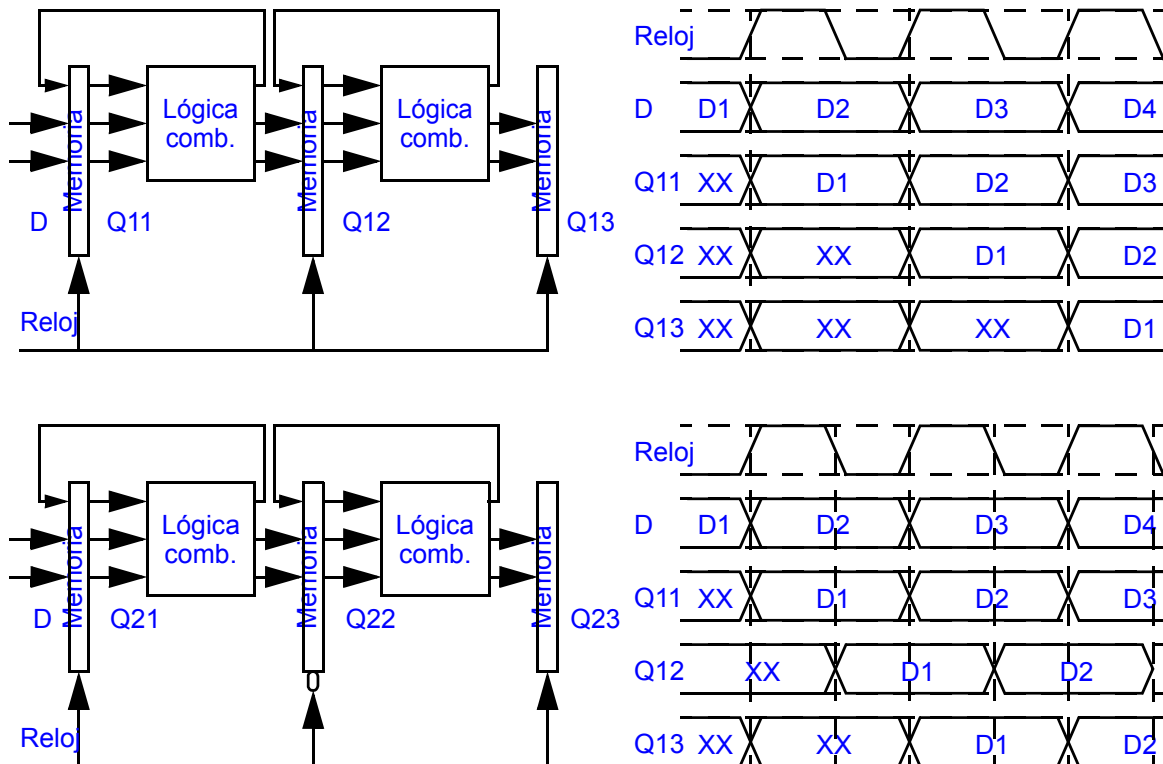 Lógica
comb.
Lógica
comb.
Memoria
Memoria
Memoria
D
Q11
Q12
Q13
Reloj
Reloj
D D1 D2 D3 D4
Q11 XX D1 D2 D3
Q12 XX XX D1 D2
Q13 XX XX XX D1
Lógica
comb.
Lógica
comb.
Memoria
Memoria
Memoria
D
Q21
Q22
Q23
Reloj
Reloj
D D1 D2 D3 D4
Q11 XX D1 D2 D3
Q12 XX D1 D2
Q13 XX XX D1 D2